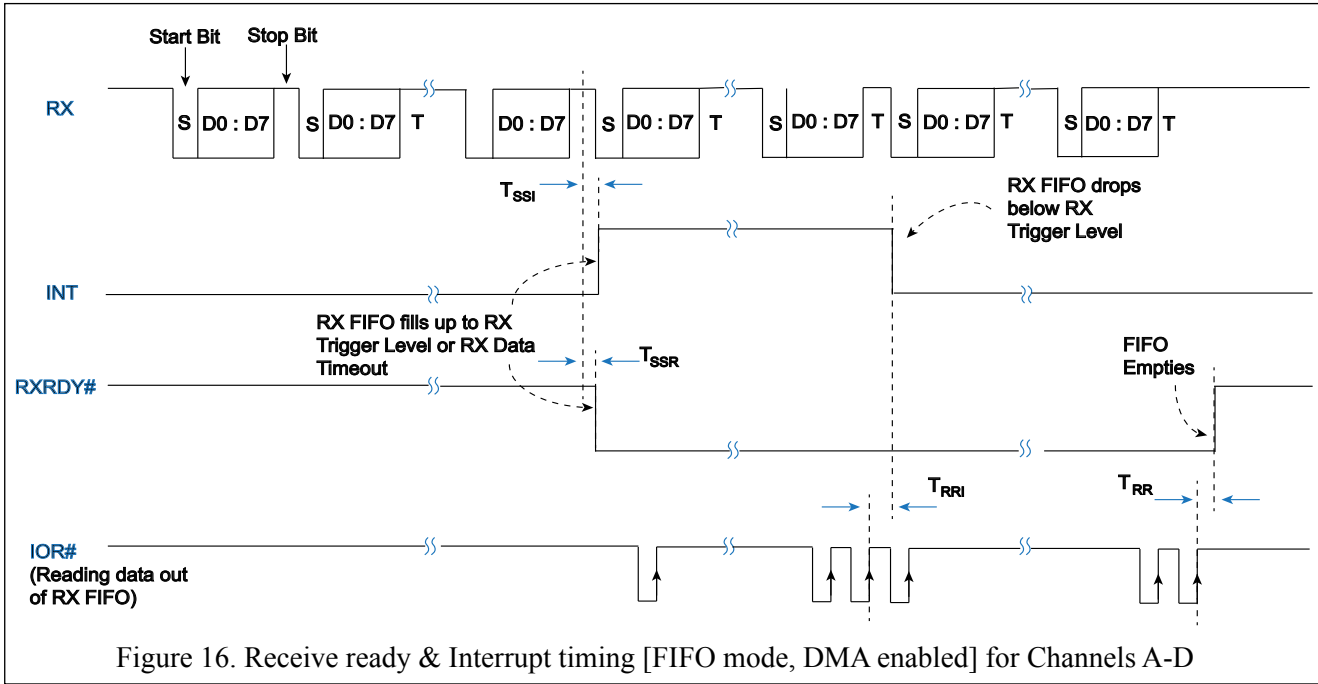 Start Bit Stop Bit
RX
S D0 : D7 S D0 : D7 T D0 : D7 S D0 : D7 T S D0 : D7 T S D0 : D7 T S D0 : D7 T
TSSI
RX FIFO drops
below RX
Trigger Level
INT
RX FIFO fills up to RX
Trigger Level or RX Data
Timeout
TSSR
FIFO
Empties
RXRDY#
TRRI
TRR
IOR#
(Reading data out
of RX FIFO)
Figure 16. Receive ready & Interrupt timing [FIFO mode, DMA enabled] for Channels A-D